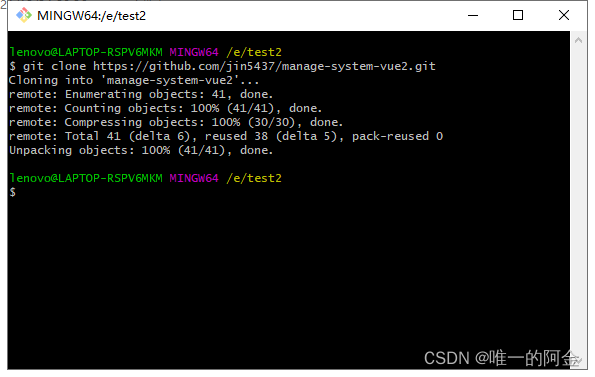 MINGW64:/e/test2
lenovo@LAPTOP-RSPV6MKM MINGW64 /e/test2
$ git clone https://github.com/jin5437/manage-system-vue2.git
Cloning into 'manage-system-vue2'...
remote: Enumerating objects: 41, done.
remote: Counting objects: 100% (41/41), done.
remote: Compressing objects: 100% (30/30), done.
remote: Total 41 (delta 6), reused 38 (delta 5), pack-reused 0
Unpacking objects: 100% (41/41), done.
lenovo@LAPTOP-RSPV6MKM MINGW64 /e/test2
$
CSDN @唯一的阿金